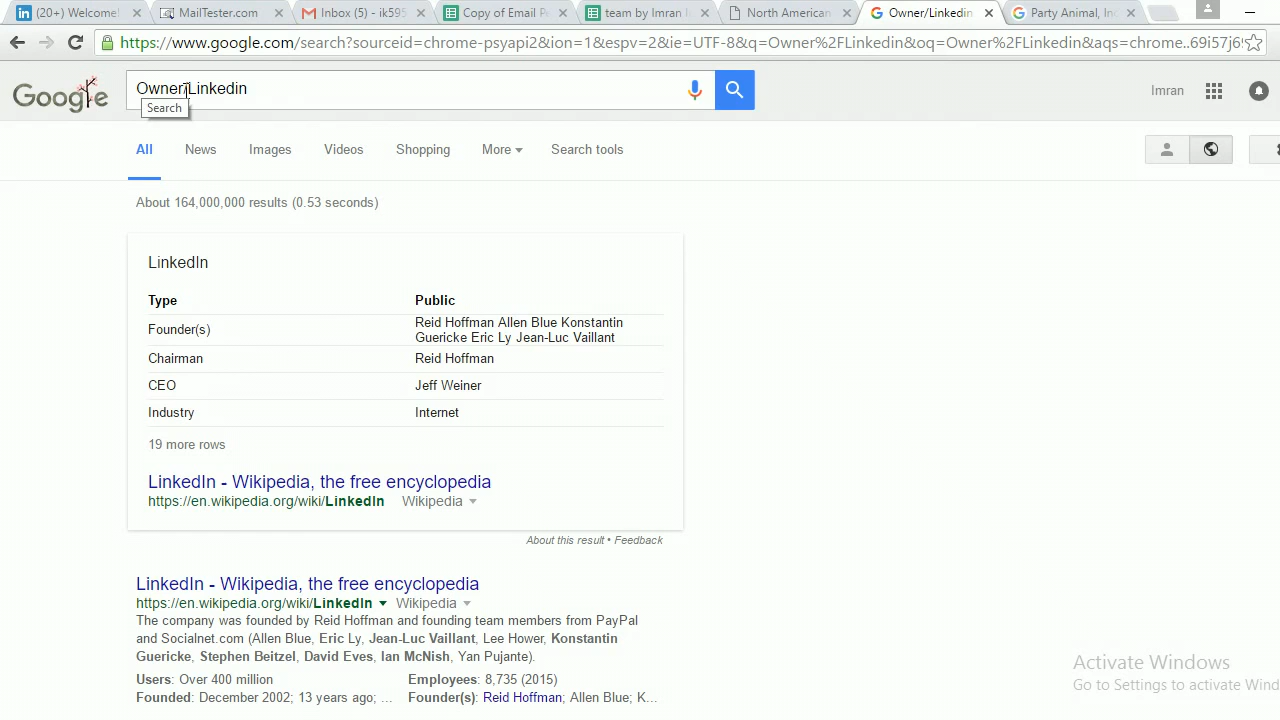 (20+) Welcome!
MailTester.com
Inbox (5) - ik595
Copy of Email P
team by Imran
North American
Owner/Linkedin
Party Animal, Inc
https://www.google.com/search?sourceid=chrome-psyapi2&ion=1&espv=2&ie=UTF-8&q=Owner%2FLinkedin&oq=Owner%2FLinkedin&aqs=chrome..69i57j69
Google
Owner/Linkedin
Imran
Search
All News Images Videos Shopping More Search tools
About 164,000,000 results (0.53 seconds)
LinkedIn
Type Public
Founder(s) Reid Hoffman Allen Blue Konstantin
Guericke Eric Ly Jean-Luc Vaillant
Chairman Reid Hoffman
CEO Jeff Weiner
Industry Internet
19 more rows
LinkedIn - Wikipedia, the free encyclopedia
https://en.wikipedia.org/wiki/LinkedIn Wikipedia
About this result • Feedback
LinkedIn - Wikipedia, the free encyclopedia
https://en.wikipedia.org/wiki/LinkedIn Wikipedia
The company was founded by Reid Hoffman and founding team members from PayPal
and Socialnet.com (Allen Blue, Eric Ly, Jean-Luc Vaillant, Lee Hower, Konstantin
Guericke, Stephen Beitzel, David Eves, Ian McNish, Yan Pujante).
Users: Over 400 million Employees: 8,735 (2015)
Founded: December 2002; 13 years ago; ... Founder(s): Reid Hoffman; Allen Blue; K...
Activate Windows
Go to Settings to activate Wind